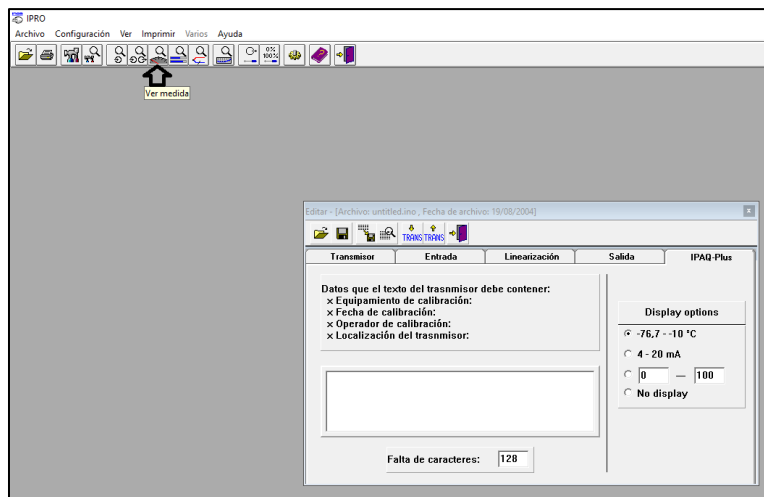 IPRO
Archivo Configuración Ver Imprimir Varios Ayuda
0%
100%
Ver medida
Editar - [Archivo: untitled.ino , Fecha de archivo: 19/08/2004]
TRANS TRANS
Transmisor Entrada Linearización Salida IPAQ-Plus
Datos que el texto del trasnmisor debe contener:
× Equipamiento de calibración:
× Fecha de calibración:
× Operador de calibración:
× Localización del trasnmisor:
Display options
-76,7 - -10 °C
4 - 20 mA
0 — 100
No display
Falta de caracteres: 128